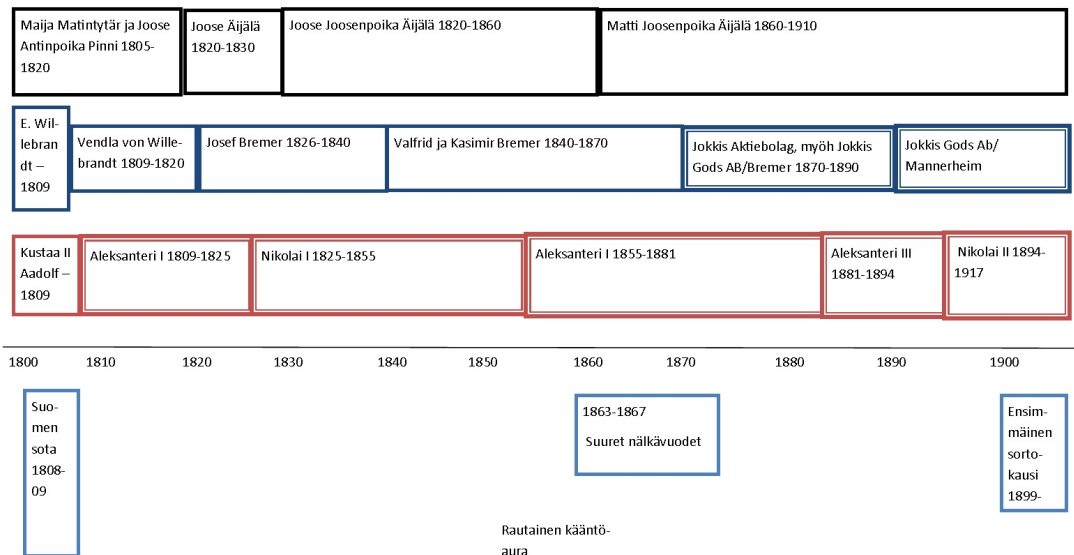 Maija Matintytär ja Joose
Antinpoika Pinni 1805-
1820
Joose Äijälä
1820-1830
Joose Joosenpoika Äijälä 1820-1860
Matti Joosenpoika Äijälä 1860-1910
E. Wil-
lebran
dt –
1809
Vendla von Wille-
brandt 1809-1820
Josef Bremer 1826-1840
Valfrid ja Kasimir Bremer 1840-1870
Jokkis Aktiebolag, myöh Jokkis
Gods AB/Bremer 1870-1890
Jokkis Gods Ab/
Mannerheim
Kustaa II
Aadolf –
1809
Aleksanteri I 1809-1825
Nikolai I 1825-1855
Aleksanteri I 1855-1881
Aleksanteri III
1881-1894
Nikolai II 1894-
1917
1800 1810 1820 1830 1840 1850 1860 1870 1880 1890 1900
Suo-
men
sota
1808-
09
1863-1867
Suuret nälkävuodet
Ensim-
mäinen
sorto-
kausi
1899-
Rautainen kääntö-
aura